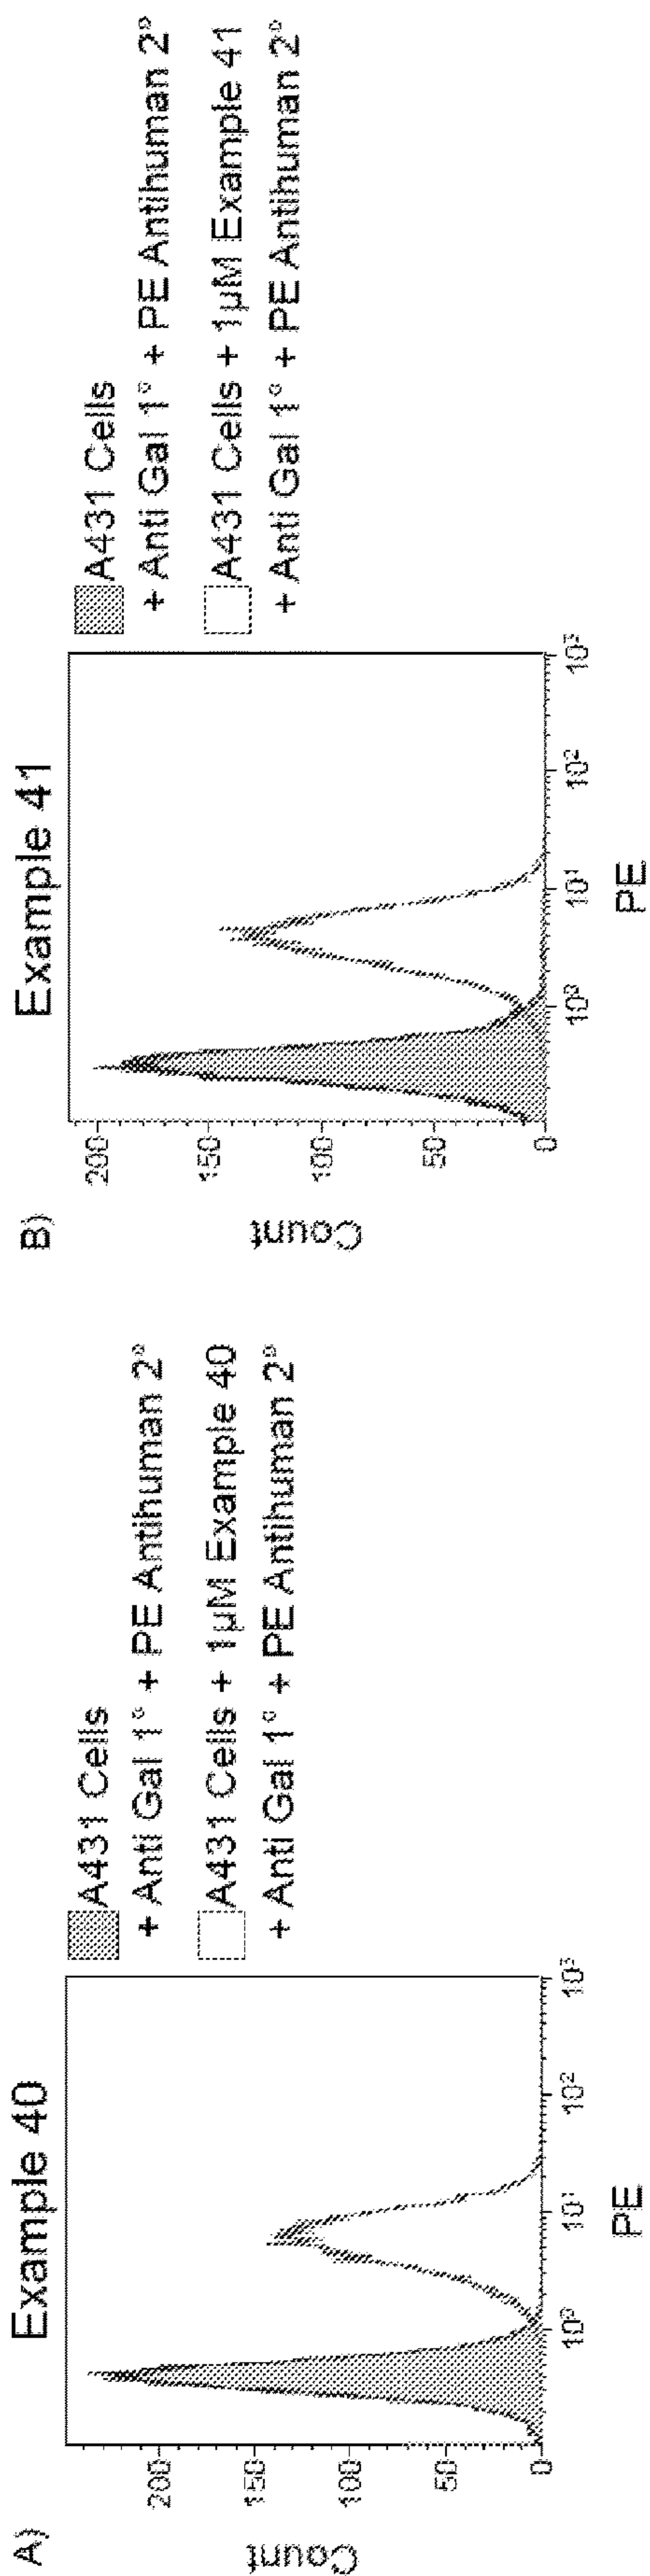 A)
Example 40
Count
200
150
100
50
0
10⁰
10¹
10²
10³
PE
A431 Cells
+ Anti Gal 1° + PE Antihuman 2°
A431 Cells + 1µM Example 40
+ Anti Gal 1° + PE Antihuman 2°
B)
Example 41
Count
200
150
100
50
0
10⁰
10¹
10²
10³
PE
A431 Cells
+ Anti Gal 1° + PE Antihuman 2°
A431 Cells + 1µM Example 41
+ Anti Gal 1° + PE Antihuman 2°